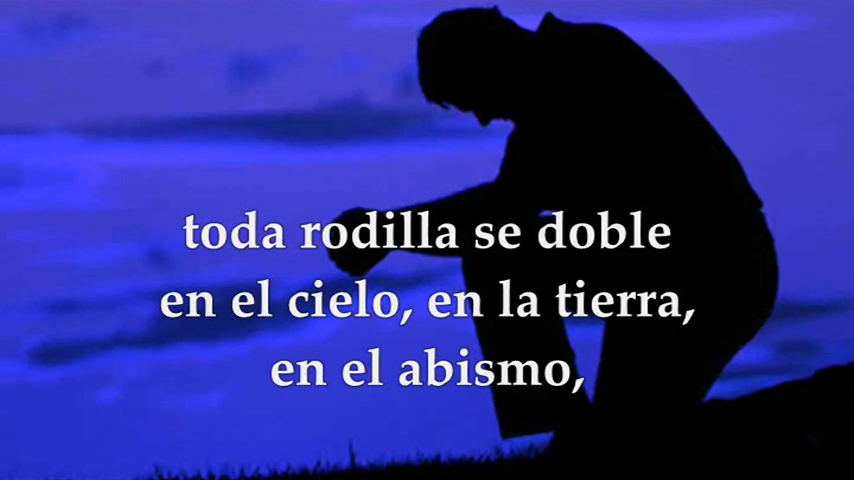 toda rodilla se doble
en el cielo, en la tierra,
en el abismo,